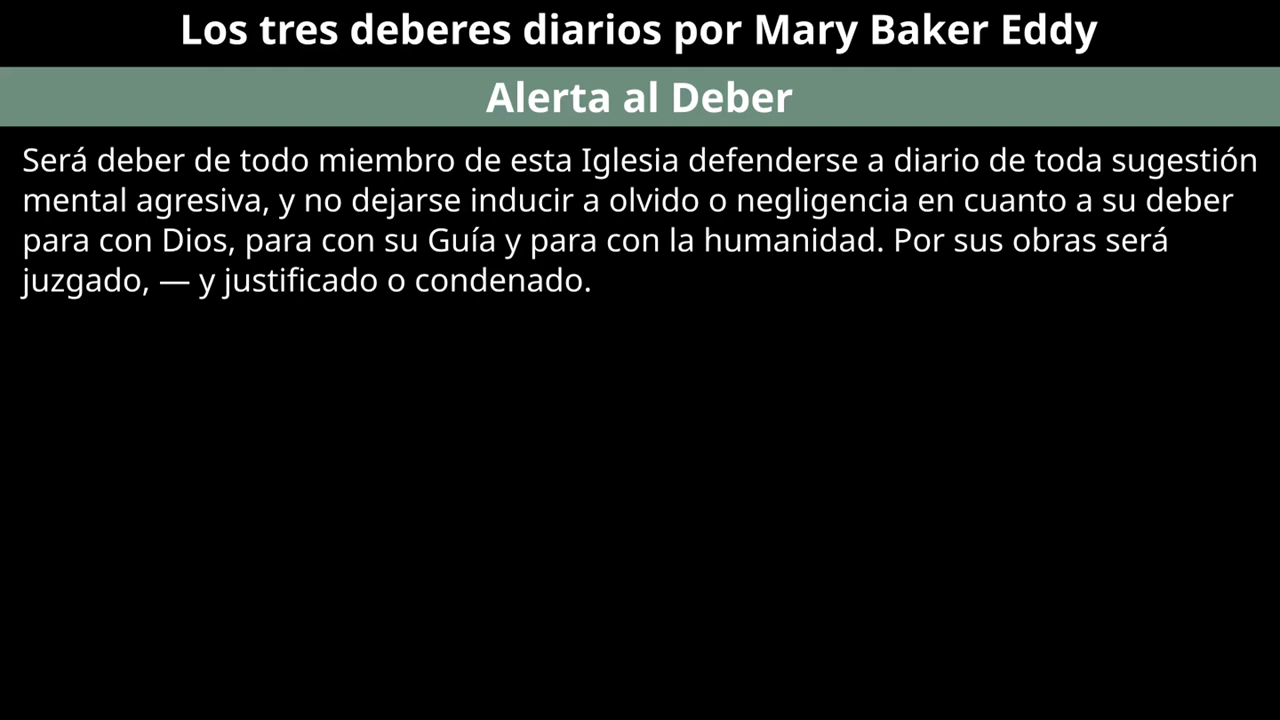 Los tres deberes diarios por Mary Baker Eddy
Alerta al Deber
Será deber de todo miembro de esta Iglesia defenderse a diario de toda sugestión
mental agresiva, y no dejarse inducir a olvido o negligencia en cuanto a su deber
para con Dios, para con su Guía y para con la humanidad. Por sus obras será
juzgado, — y justificado o condenado.